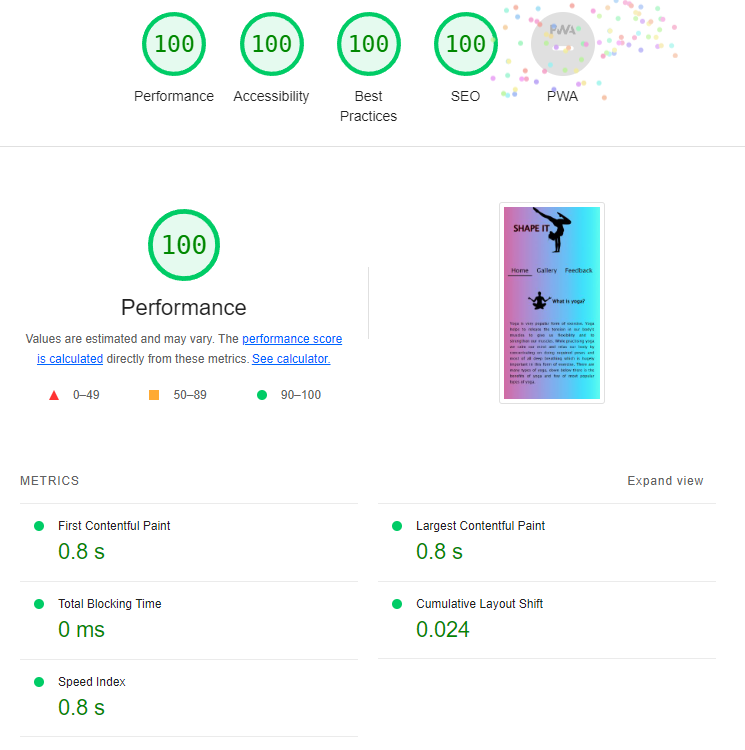 100 100 100 100 PWA
Performance Accessibility Best Practices SEO PWA
100
Performance
Values are estimated and may vary. The performance score
is calculated directly from these metrics. See calculator.
0–49 50–89 90–100
SHAPE IT
Home Gallery Feedback
What is yoga?
METRICS Expand view
First Contentful Paint
0.8 s
Largest Contentful Paint
0.8 s
Total Blocking Time
0 ms
Cumulative Layout Shift
0.024
Speed Index
0.8 s